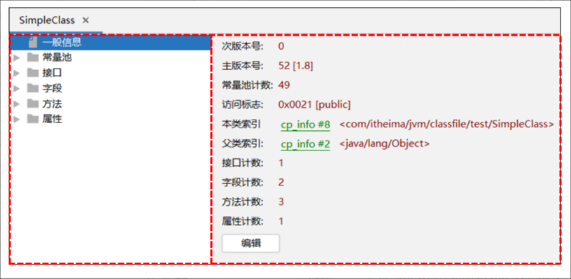 SimpleClass ×
一般信息
常量池
接口
字段
方法
属性
次版本号: 0
主版本号: 52 [1.8]
常量池计数: 49
访问标志: 0x0021 [public]
本类索引 cp_info #8 <com/itheima/jvm/classfile/test/SimpleClass>
父类索引: cp_info #2 <java/lang/Object>
接口计数: 1
字段计数: 2
方法计数: 3
属性计数: 1
编辑